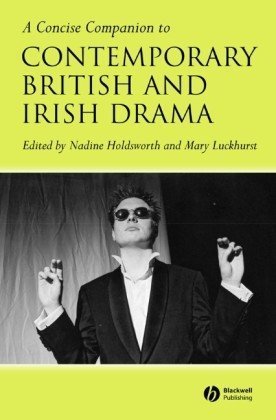 A Concise Companion to
CONTEMPORARY
BRITISH AND
IRISH DRAMA
Edited by Nadine Holdsworth and Mary Luckhurst
Blackwell
Publishing